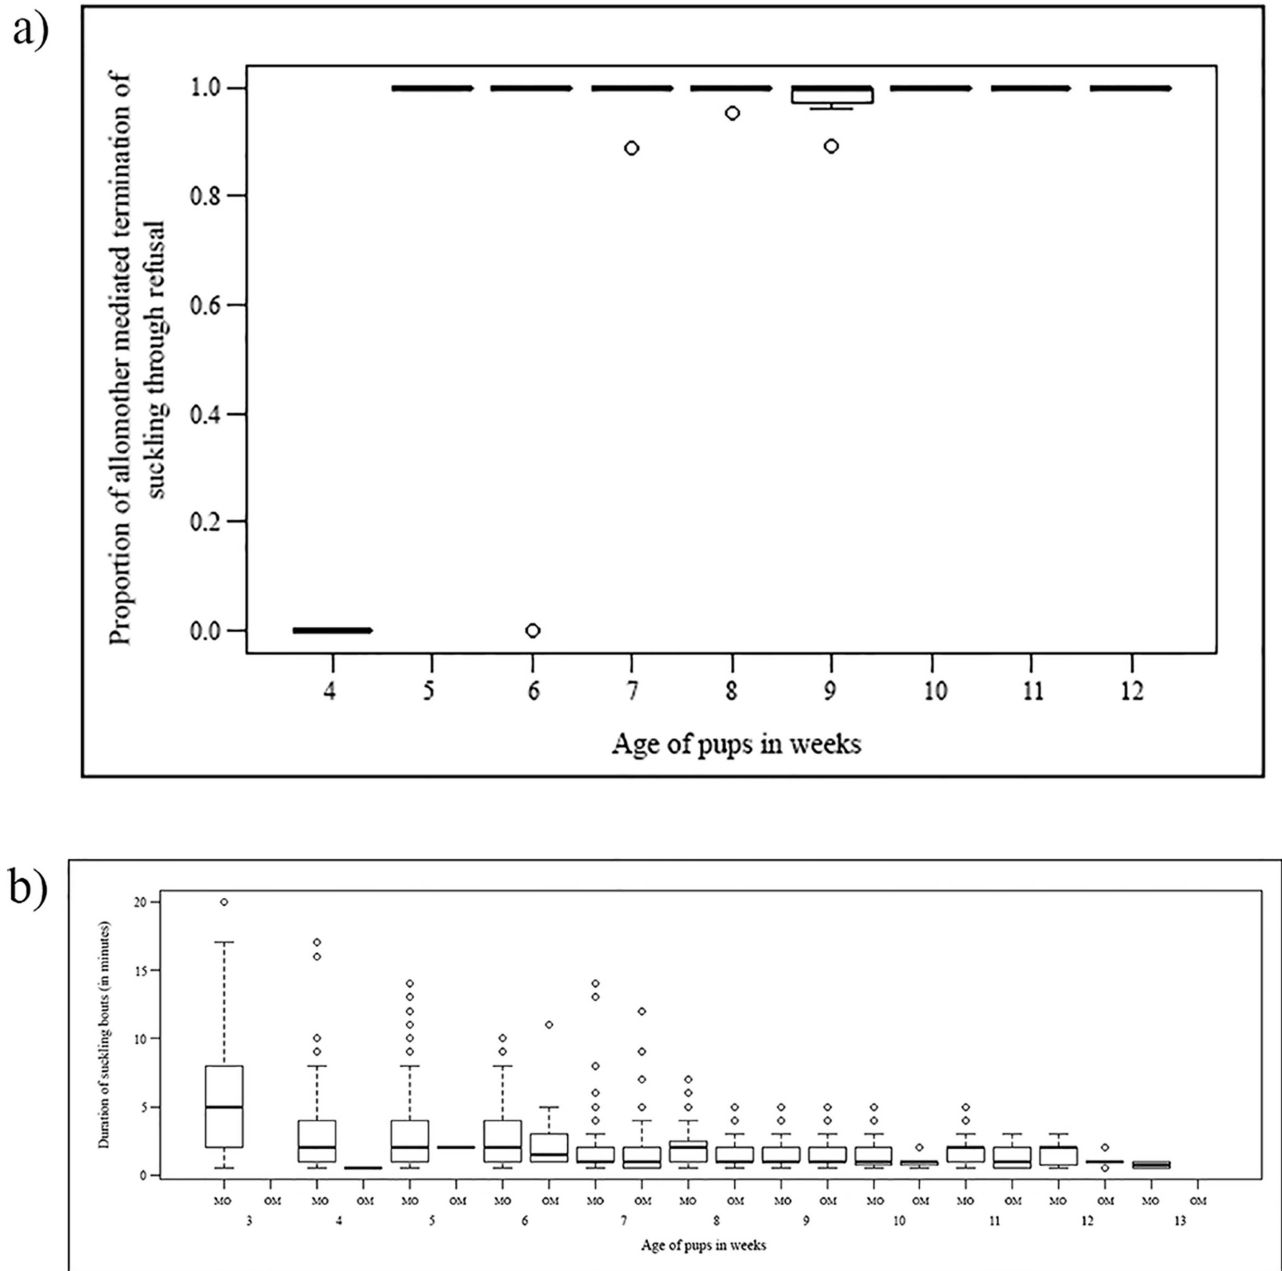 a)
Proportion of allomother mediated termination of
suckling through refusal
1.0
0.8
0.6
0.4
0.2
0.0
4 5 6 7 8 9 10 11 12
Age of pups in weeks
b)
Duration of suckling bouts (in minutes)
20
15
10
5
0
MO OM MO OM MO OM MO OM MO OM MO OM MO OM MO OM MO OM MO OM MO OM
3 4 5 6 7 8 9 10 11 12 13
Age of pups in weeks